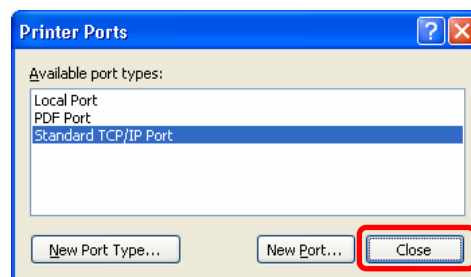 Printer Ports
Available port types:
Local Port
PDF Port
Standard TCP/IP Port
New Port Type... New Port... Close